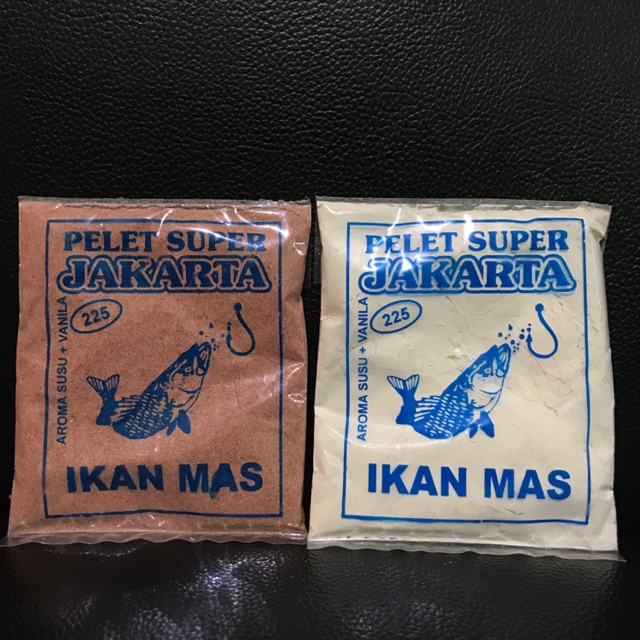 PELET SUPER
JAKARTA
225
AROMA SUSU + VANILA
IKAN MAS
PELET SUPER
JAKARTA
225
AROMA SUSU + VANILA
IKAN MAS